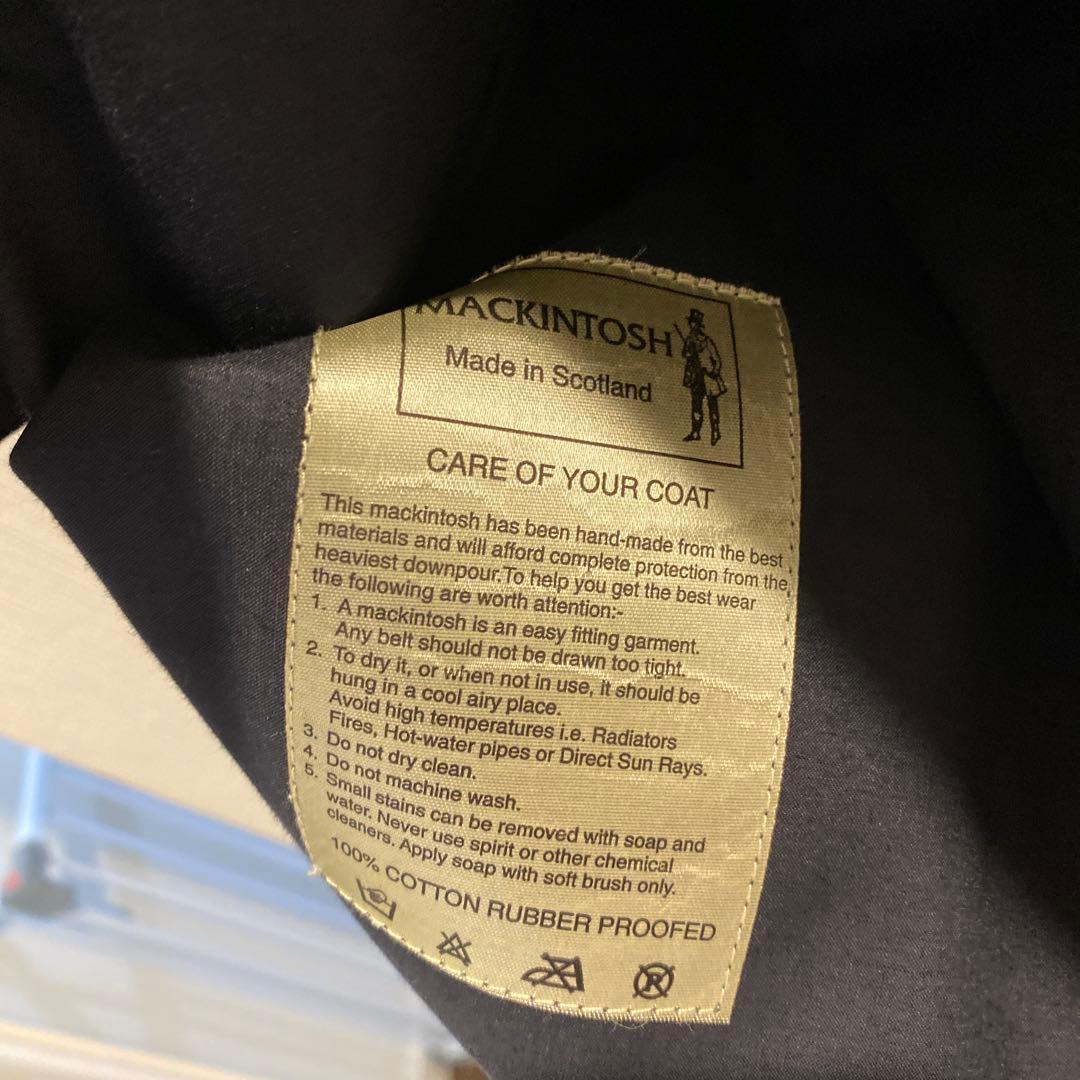 MACKINTOSH
Made in Scotland
CARE OF YOUR COAT
This mackintosh has been hand-made from the best
materials and will afford complete protection from the
heaviest downpour.To help you get the best wear
the following are worth attention:-
1. A mackintosh is an easy fitting garment.
Any belt should not be drawn too tight.
2. To dry it, or when not in use, it should be
hung in a cool airy place.
Avoid high temperatures i.e. Radiators
Fires, Hot-water pipes or Direct Sun Rays.
3. Do not dry clean.
4. Do not machine wash.
5. Small stains can be removed with soap and
water. Never use spirit or other chemical
cleaners. Apply soap with soft brush only.
100% COTTON RUBBER PROOFED
R